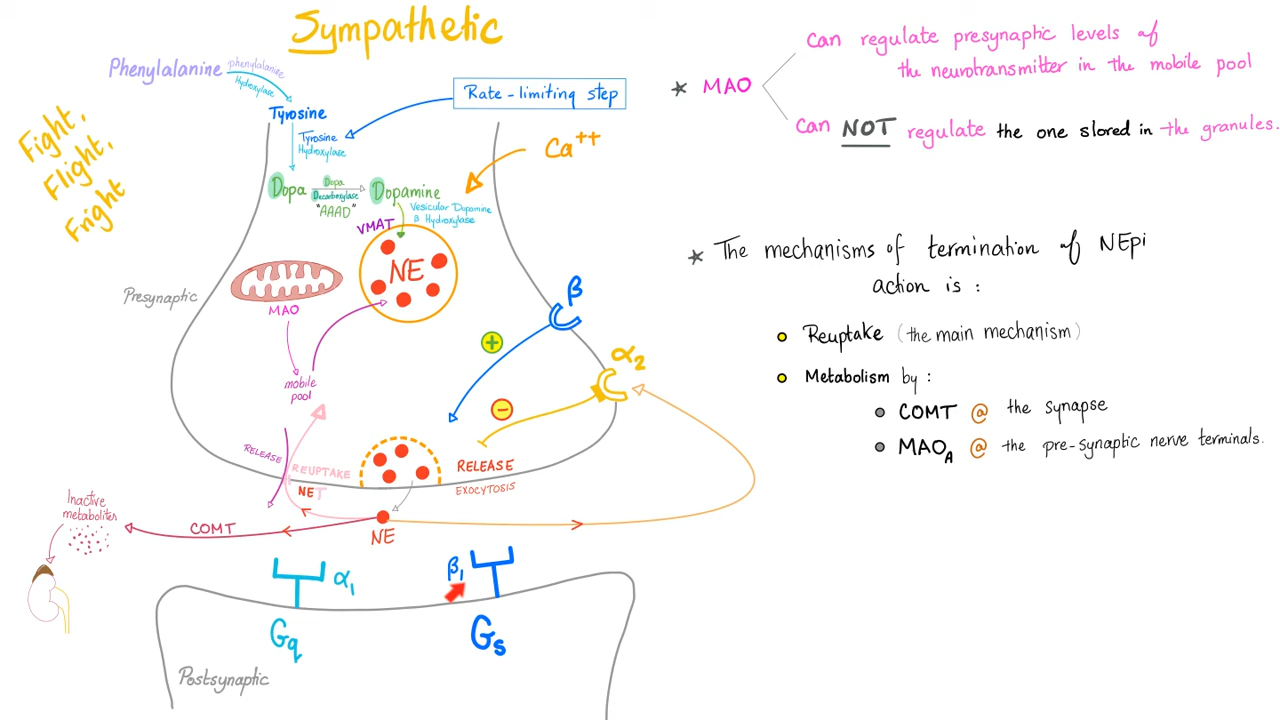 Sympathetic
Fight,
Flight,
Fright
Phenylalanine
phenylalanine
Hydroxylase
Tyrosine
Rate-limiting step
Tyrosine
Hydroxylase
Ca++
Dopa
Dopa
Decarboxylase
"AAAD"
Dopamine
Vesicular Dopamine
β Hydroxylase
VMAT
NE
Presynaptic
MAO
mobile
pool
β
+
α2
−
RELEASE
REUPTAKE
NET
RELEASE
EXOCYTOSIS
Inactive
metabolites
COMT
NE
α1
β1
Gq
Gs
Postsynaptic
* MAO
Can regulate presynaptic levels of
the neurotransmitter in the mobile pool
Can NOT regulate the one slored in the granules.
* The mechanisms of termination of NEpi
action is :
Reuptake (the main mechanism)
Metabolism by :
COMT @ the synapse
MAOA @ the pre-synaptic nerve terminals.